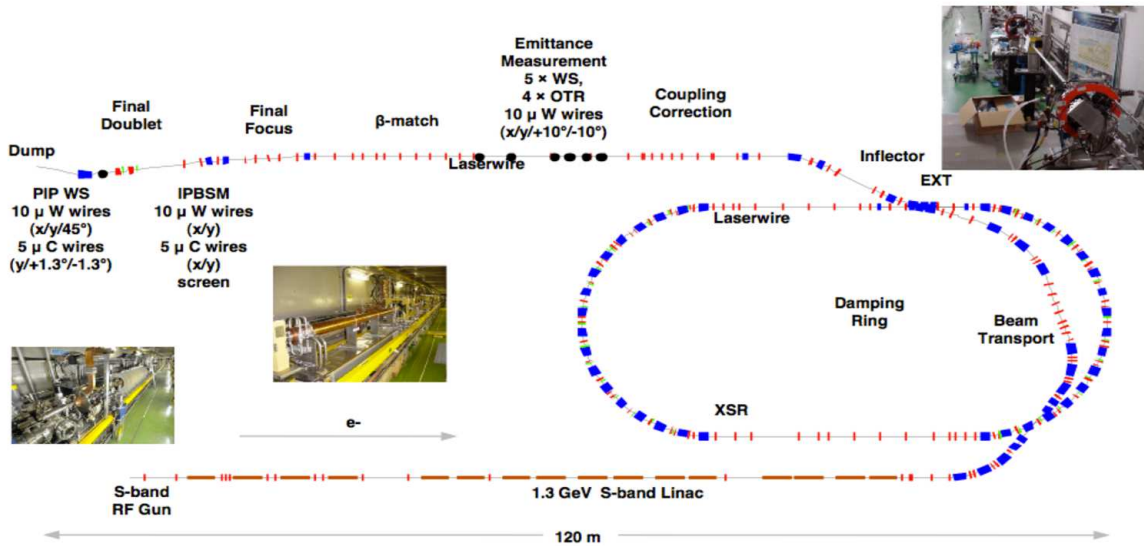 Emittance
Measurement
5 × WS,
4 × OTR
10 µ W wires
(x/y/+10°/-10°)
Final
Doublet
Final
Focus
β-match
Coupling
Correction
Dump
Laserwire
Inflector
EXT
PIP WS
10 µ W wires
(x/y/45°)
5 µ C wires
(y/+1.3°/-1.3°)
IPBSM
10 µ W wires
(x/y)
5 µ C wires
(x/y)
screen
Laserwire
Damping
Ring
Beam
Transport
XSR
e-
S-band
RF Gun
1.3 GeV S-band Linac
120 m